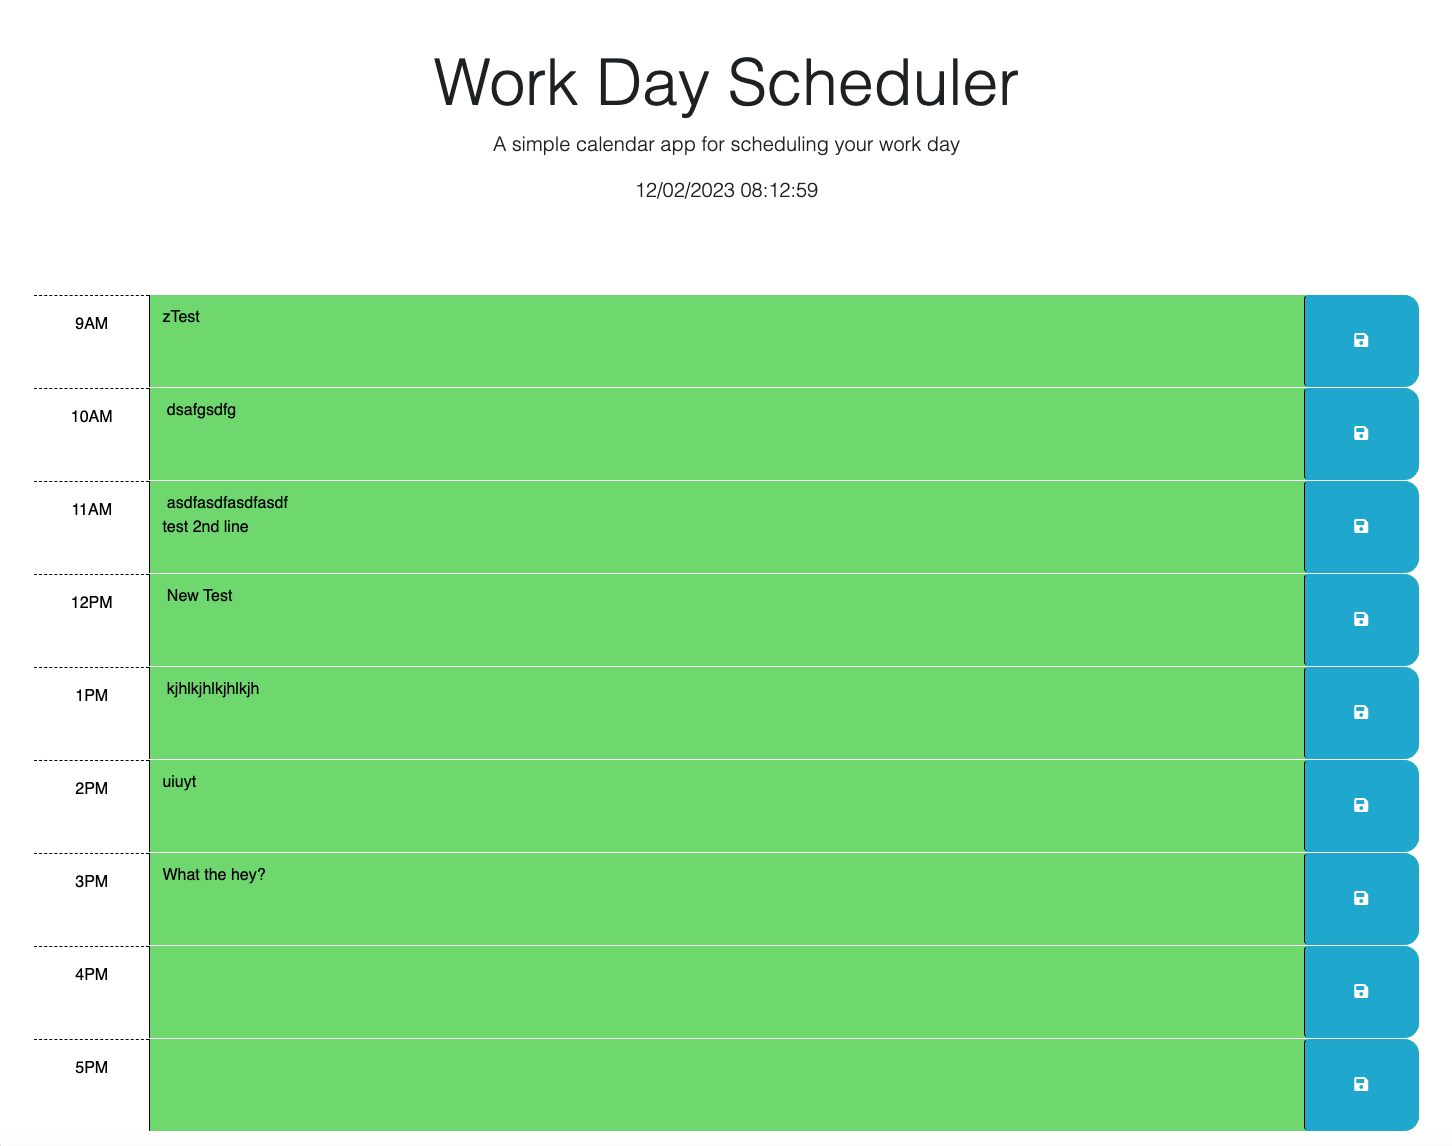 Work Day Scheduler
A simple calendar app for scheduling your work day
12/02/2023 08:12:59
9AM
zTest
10AM
dsafgsdfg
11AM
asdfasdfasdfasdf
test 2nd line
12PM
New Test
1PM
kjhlkjhlkjhlkjh
2PM
uiuyt
3PM
What the hey?
4PM
5PM